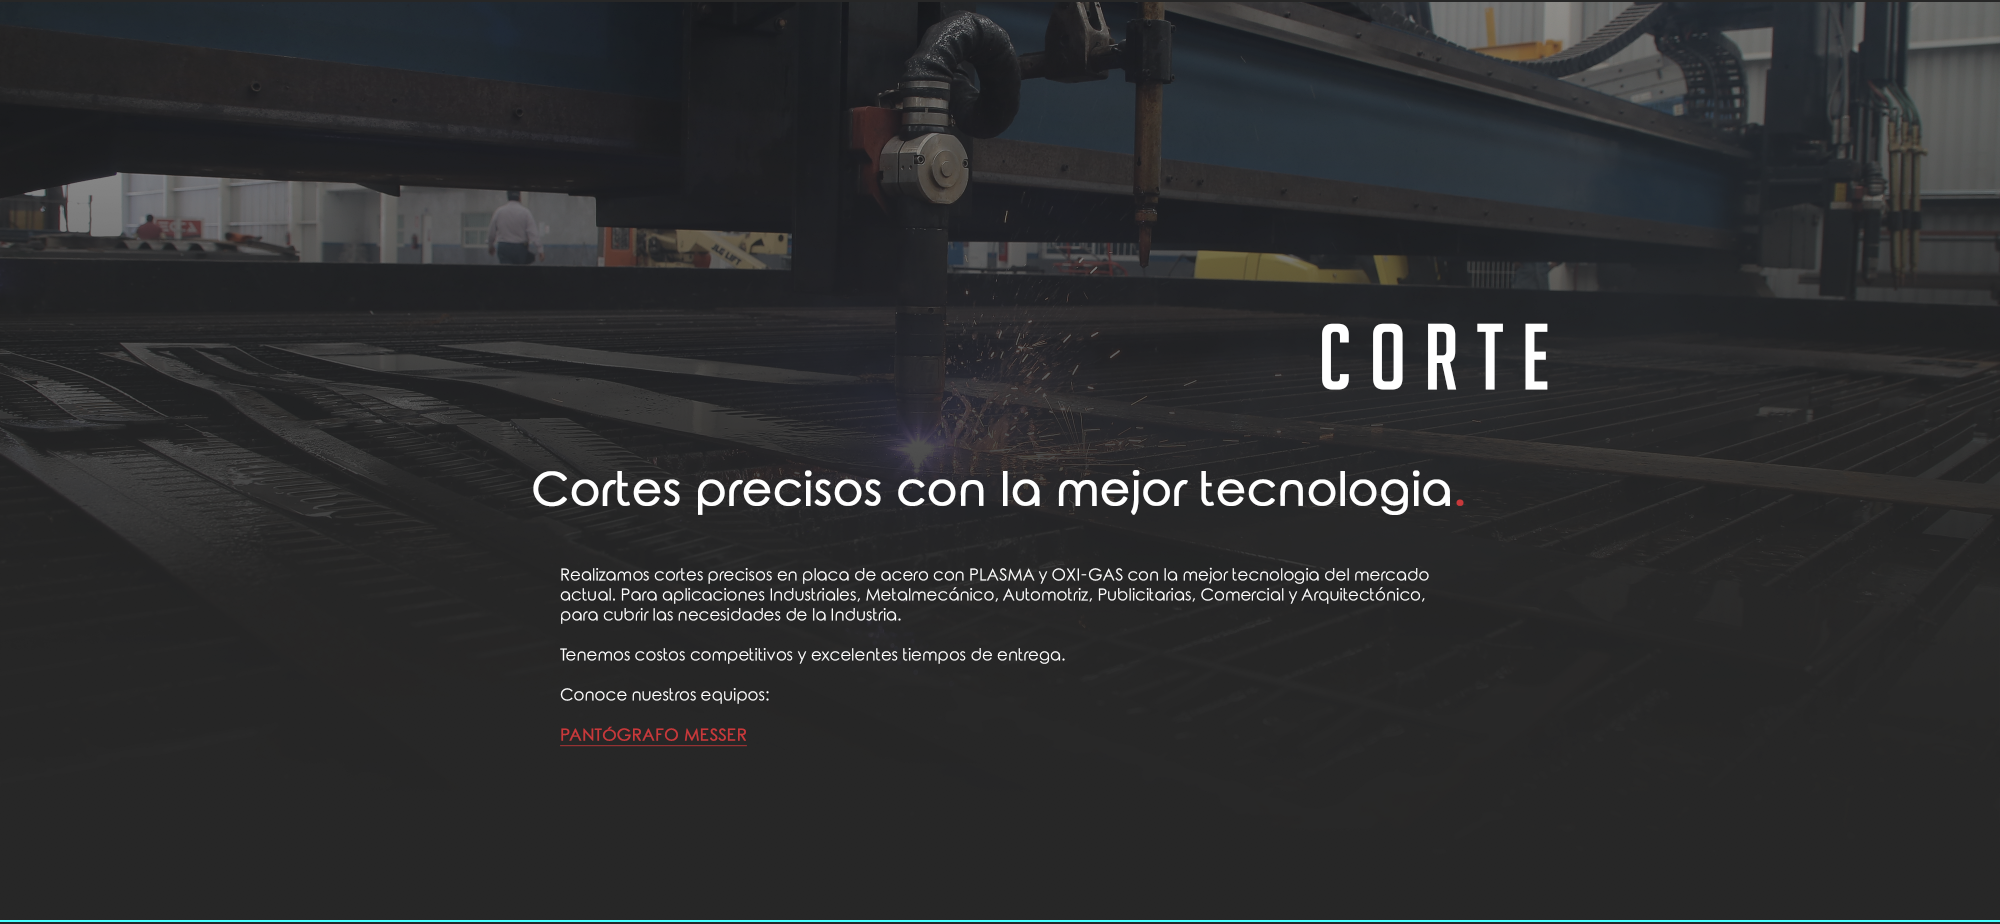 JLG LIFT
CORTE
Cortes precisos con la mejor tecnologia.
Realizamos cortes precisos en placa de acero con PLASMA y OXI-GAS con la mejor tecnologia del mercado
actual. Para aplicaciones Industriales, Metalmecánico, Automotriz, Publicitarias, Comercial y Arquitectónico,
para cubrir las necesidades de la Industria.
Tenemos costos competitivos y excelentes tiempos de entrega.
Conoce nuestros equipos:
PANTÓGRAFO MESSER